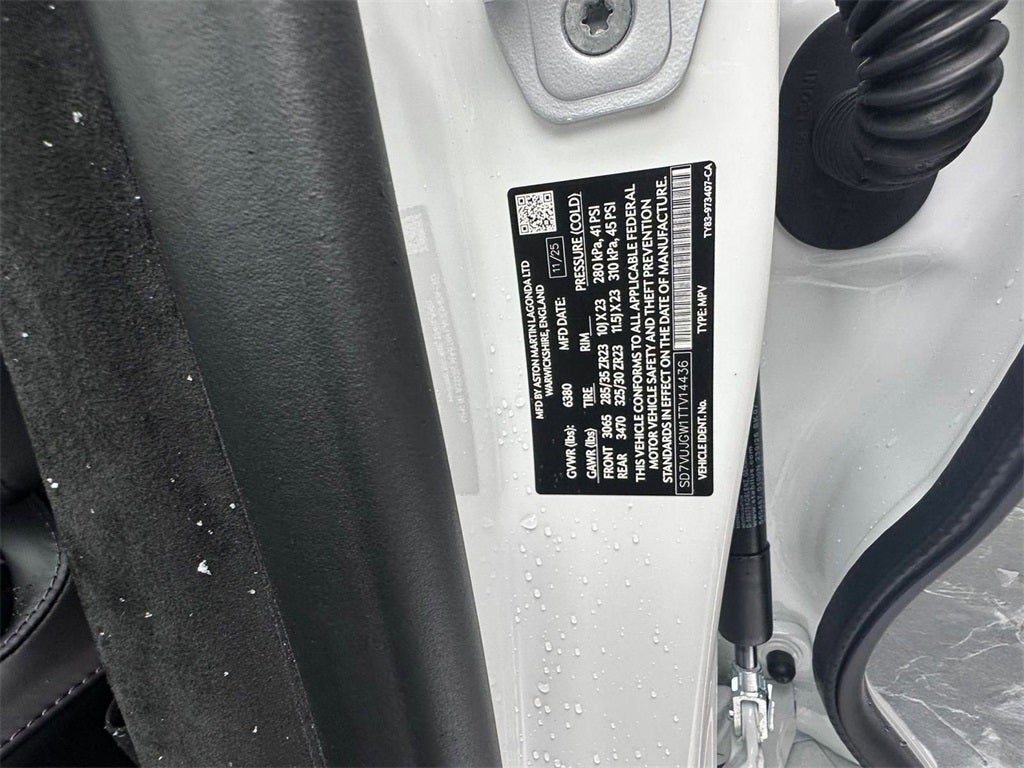 MFD BY ASTON MARTIN LAGONDA LTD
WARWICKSHIRE, ENGLAND
GVWR (lbs): 6380 MFD DATE: 11/25
GAWR (lbs) TIRE RIM PRESSURE (COLD)
FRONT 3065 285/35 ZR23 10J X 23 280 kPa, 41 PSI
REAR 3470 325/30 ZR23 11.5J X 23 310 kPa, 45 PSI
THIS VEHICLE CONFORMS TO ALL APPLICABLE FEDERAL
MOTOR VEHICLE SAFETY AND THEFT PREVENTION
STANDARDS IN EFFECT ON THE DATE OF MANUFACTURE.
SD7VUJGW1TTV14436
VEHICLE IDENT. No. TYPE: MPV TY83-973407-CA